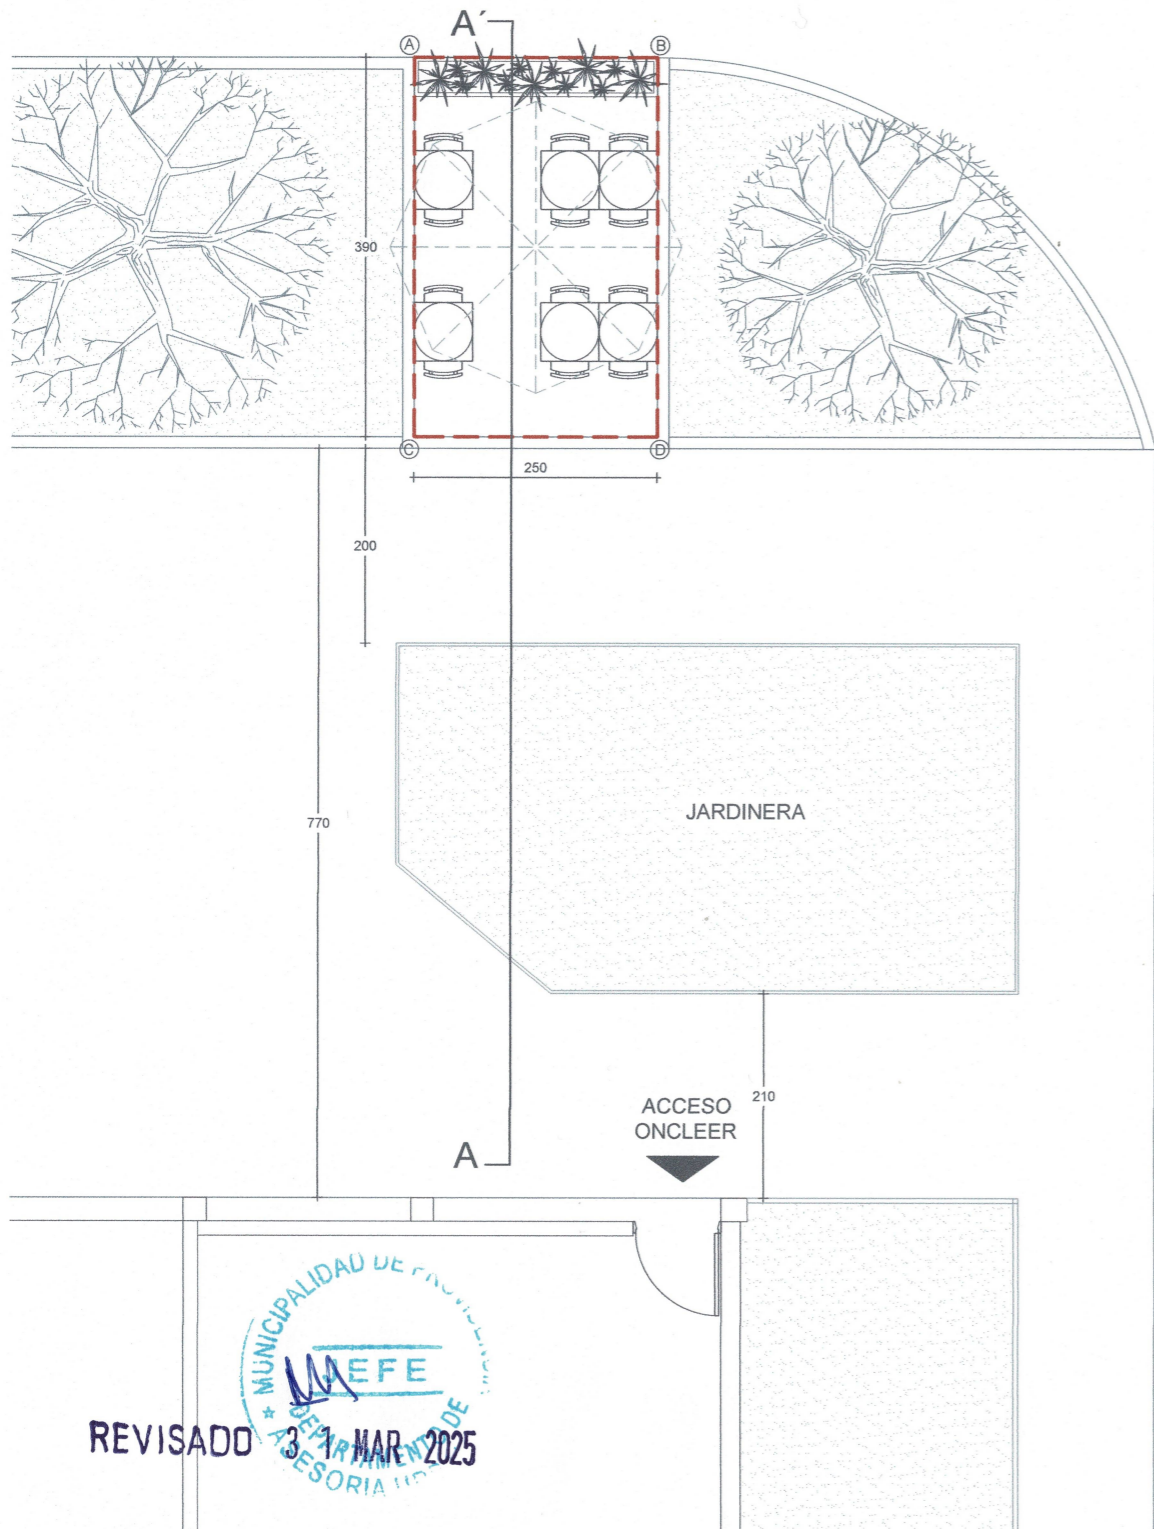 A´
A
B
390
C
D
250
200
770
JARDINERA
210
ACCESO
ONCLEER
A
MUNICIPALIDAD DE
JEFE
DEPARTAMENTO DE
ASESORIA
REVISADO 31 MAR 2025